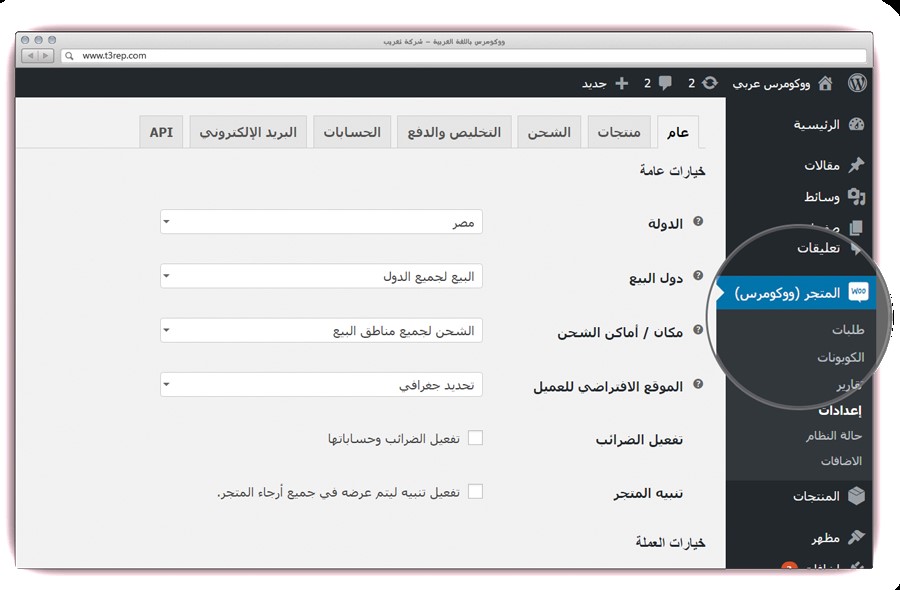 ووكومرس باللغة العربية – شركة تعريب
www.t3rep.com
ووكومرس عربي 2 2 جديد
الرئيسية
مقالات
وسائط
تعليقات
المتجر (ووكومرس)
طلبات
الكوبونات
تقارير
إعدادات
حالة النظام
الاضافات
المنتجات
مظهر
عام منتجات الشحن التخليص والدفع الحسابات البريد الإلكتروني API
خيارات عامة
الدولة مصر
دول البيع البيع لجميع الدول
مكان / أماكن الشحن الشحن لجميع مناطق البيع
الموقع الافتراضي للعميل تحديد جغرافي
تفعيل الضرائب تفعيل الضرائب وحساباتها
تنبيه المتجر تفعيل تنبيه ليتم عرضه في جميع أرجاء المتجر.
خيارات العملة